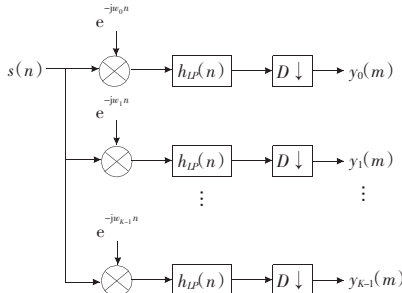 e^{-jw_0 n}
s(n) h_{LP}(n) D↓ y_0(m)
e^{-jw_1 n}
h_{LP}(n) D↓ y_1(m)
⋮ ⋮
e^{-jw_{K-1} n}
h_{LP}(n) D↓ y_{K-1}(m)